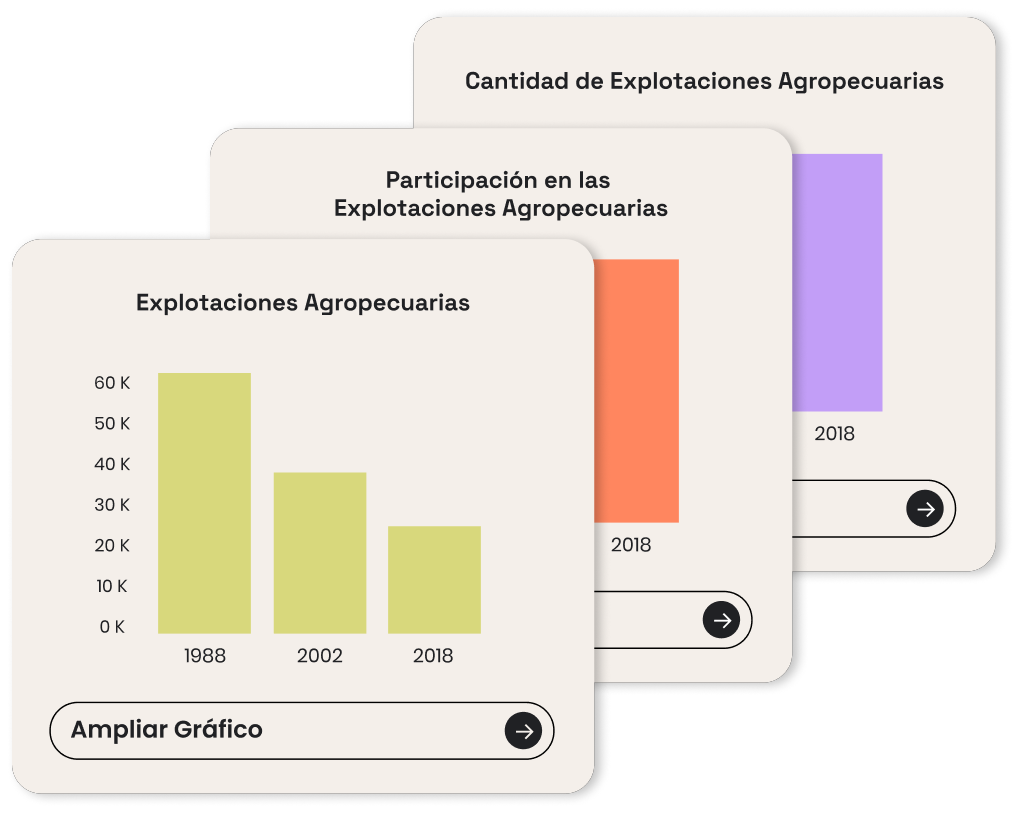 Cantidad de Explotaciones Agropecuarias
2018
Participación en las
Explotaciones Agropecuarias
2018
Explotaciones Agropecuarias
60 K
50 K
40 K
30 K
20 K
10 K
0 K
1988 2002 2018
Ampliar Gráfico